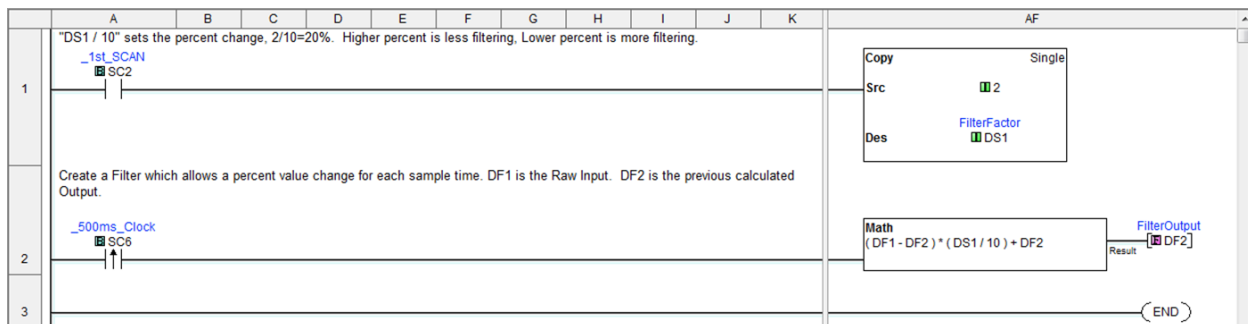 A B C D E F G H I J K AF
"DS1 / 10" sets the percent change, 2/10=20%.  Higher percent is less filtering, Lower percent is more filtering.
_1st_SCAN
SC2
1
Copy Single
Src 2
FilterFactor
Des DS1
Create a Filter which allows a percent value change for each sample time. DF1 is the Raw Input.  DF2 is the previous calculated
Output.
_500ms_Clock
SC6
2
Math
( DF1 - DF2 ) * ( DS1 / 10 ) + DF2
Result
FilterOutput
DF2
3
END